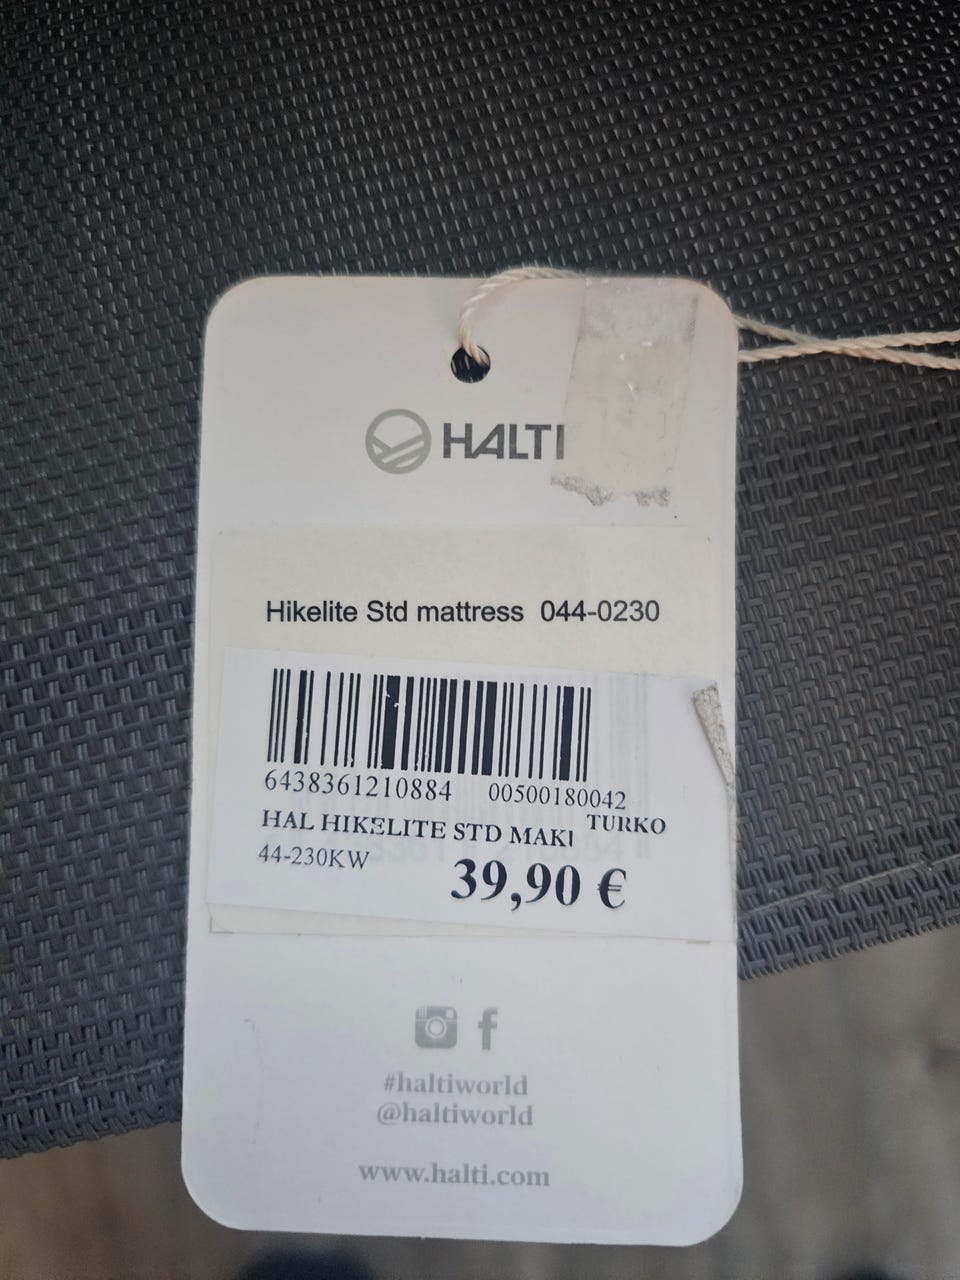 HALTI
Hikelite Std mattress 044-0230
6438361210884 00500180042
HAL HIKELITE STD MAKI TURKO
44-230KW 39,90 €
#haltiworld
@haltiworld
www.halti.com